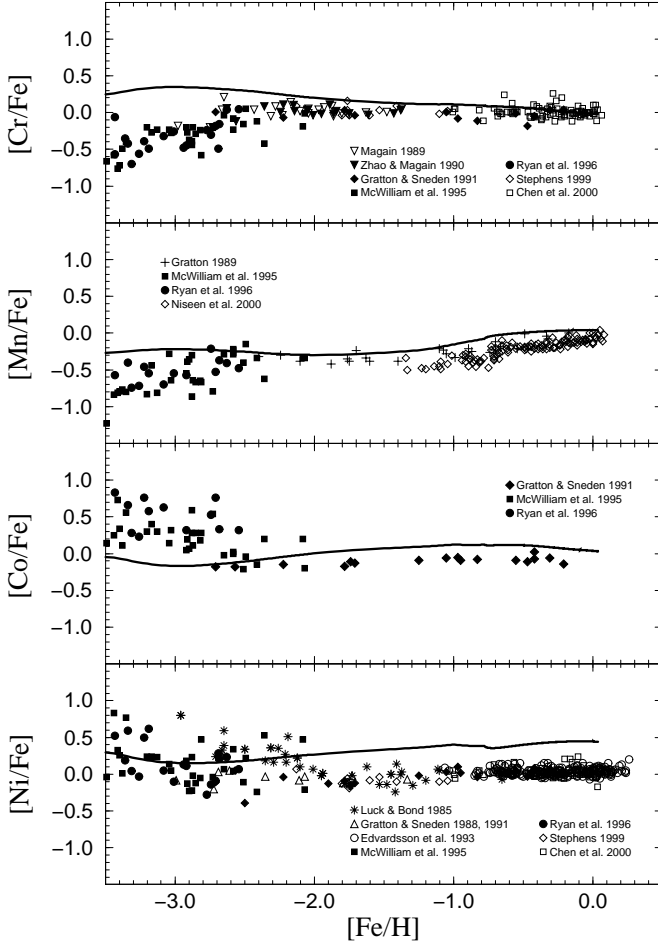 [Cr/Fe]
1.0
0.5
0.0
−0.5
−1.0
Magain 1989
Zhao & Magain 1990
Gratton & Sneden 1991
McWilliam et al. 1995
Ryan et al. 1996
Stephens 1999
Chen et al. 2000
[Mn/Fe]
1.0
0.5
0.0
−0.5
−1.0
Gratton 1989
McWilliam et al. 1995
Ryan et al. 1996
Niseen et al. 2000
[Co/Fe]
1.0
0.5
0.0
−0.5
−1.0
Gratton & Sneden 1991
McWilliam et al. 1995
Ryan et al. 1996
[Ni/Fe]
1.0
0.5
0.0
−0.5
−1.0
Luck & Bond 1985
Gratton & Sneden 1988, 1991
Edvardsson et al. 1993
McWilliam et al. 1995
Ryan et al. 1996
Stephens 1999
Chen et al. 2000
−3.0 −2.0 −1.0 0.0
[Fe/H]